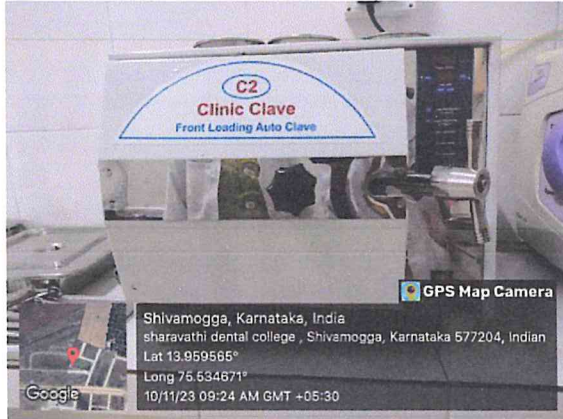 C2
Clinic Clave
Front Loading Auto Clave
GPS Map Camera
Shivamogga, Karnataka, India
sharavathi dental college , Shivamogga, Karnataka 577204, Indian
Lat 13.959565°
Long 75.534671°
10/11/23 09:24 AM GMT +05:30
Google